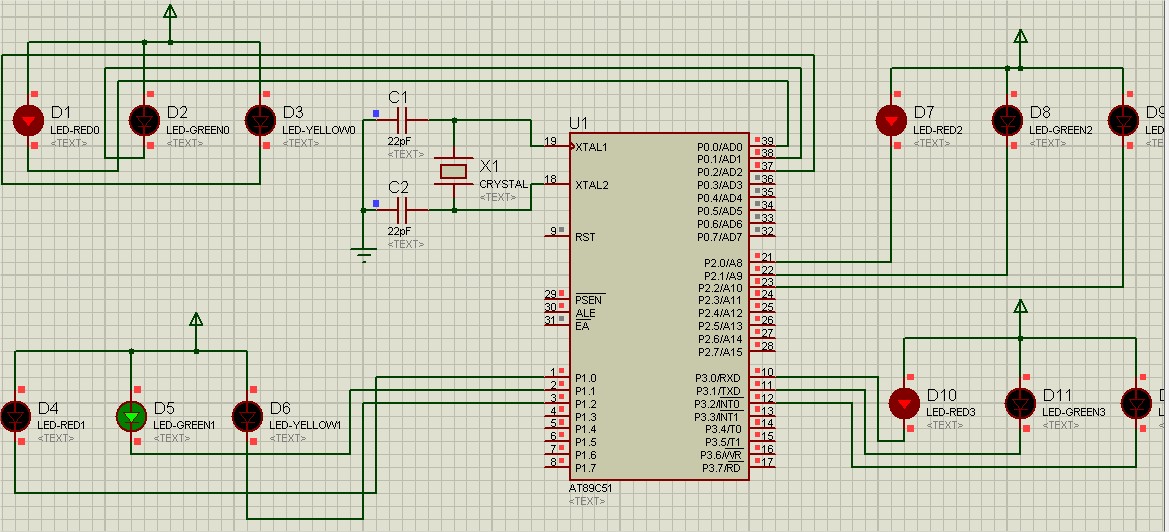 D1
LED-RED0
<TEXT>
D2
LED-GREEN0
<TEXT>
D3
LED-YELLOW0
<TEXT>
C1
22pF
<TEXT>
X1
CRYSTAL
<TEXT>
C2
22pF
<TEXT>
U1
19 XTAL1
18 XTAL2
9 RST
29 PSEN
30 ALE
31 EA
1 P1.0
2 P1.1
3 P1.2
4 P1.3
5 P1.4
6 P1.5
7 P1.6
8 P1.7
P0.0/AD0 39
P0.1/AD1 38
P0.2/AD2 37
P0.3/AD3 36
P0.4/AD4 35
P0.5/AD5 34
P0.6/AD6 33
P0.7/AD7 32
P2.0/A8 21
P2.1/A9 22
P2.2/A10 23
P2.3/A11 24
P2.4/A12 25
P2.5/A13 26
P2.6/A14 27
P2.7/A15 28
P3.0/RXD 10
P3.1/TXD 11
P3.2/INT0 12
P3.3/INT1 13
P3.4/T0 14
P3.5/T1 15
P3.6/WR 16
P3.7/RD 17
AT89C51
<TEXT>
D7
LED-RED2
<TEXT>
D8
LED-GREEN2
<TEXT>
D9
LED-
<TEXT>
D4
LED-RED1
<TEXT>
D5
LED-GREEN1
<TEXT>
D6
LED-YELLOW1
<TEXT>
D10
LED-RED3
<TEXT>
D11
LED-GREEN3
<TEXT>